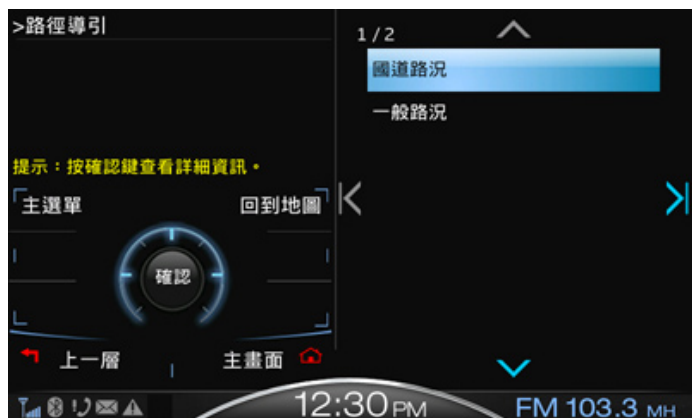 >路徑導引
1/2
國道路況
一般路況
提示：按確認鍵查看詳細資訊。
主選單
回到地圖
確認
上一層
主畫面
12:30 PM
FM 103.3 MH